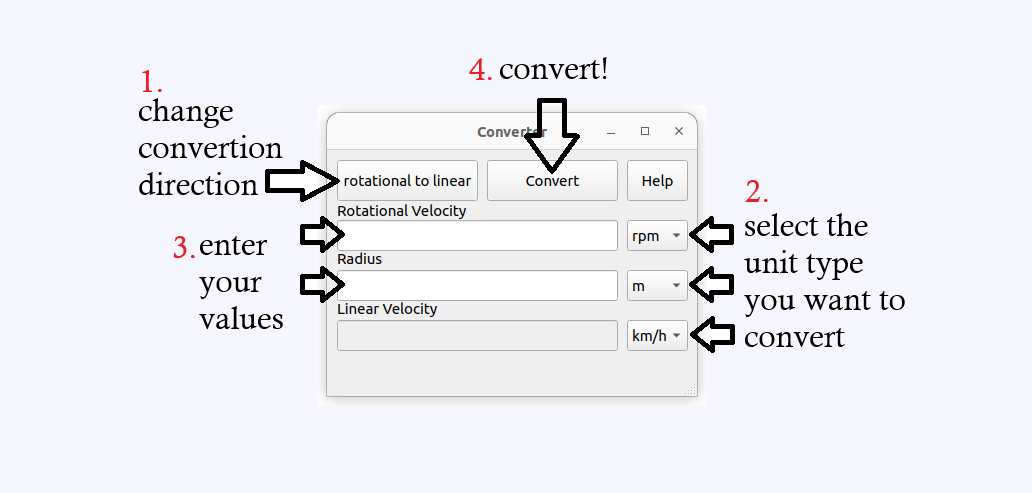 1.
change
convertion
direction
4. convert!
Converter
rotational to linear
Convert
Help
Rotational Velocity
rpm
Radius
m
Linear Velocity
km/h
2.
select the
unit type
you want to
convert
3. enter
your
values